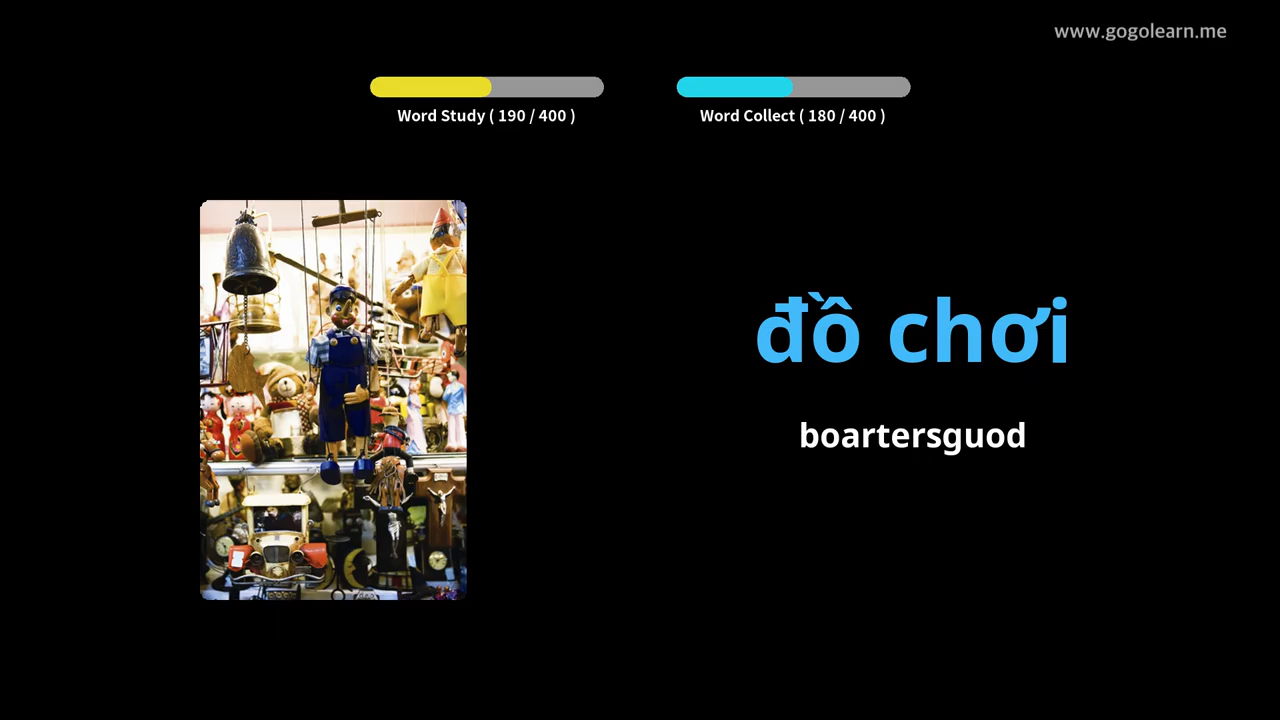 www.gogolearn.me
Word Study ( 190 / 400 )
Word Collect ( 180 / 400 )
đồ chơi
boartersguod